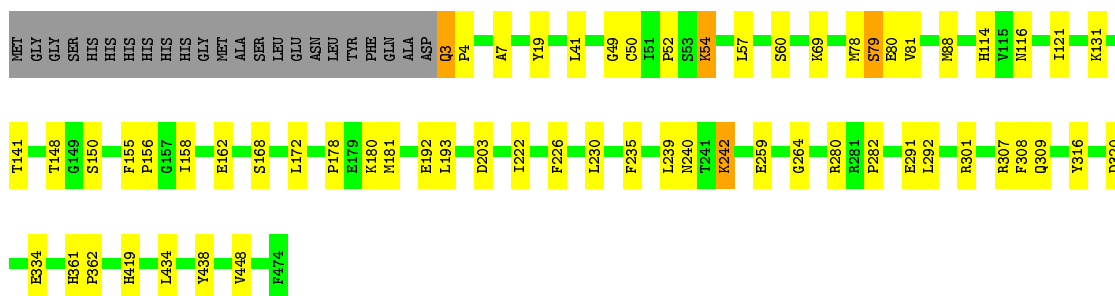 MET GLY GLY SER HIS HIS HIS HIS HIS HIS GLY MET ALA SER LEU GLU ASN LEU TYR PHE GLN ALA ASP Q3 P4 A7 Y19 L41 G49 C50 I51 P52 S53 K54 L57 S60 K69 M78 S79 E80 V81 M88 H114 V115 N116 I121 K131
T141 T148 G149 S150 F155 P156 G157 I158 E162 S168 L172 P178 E179 K180 M181 E192 L193 D203 I222 F226 L230 F235 L239 N240 T241 K242 E259 G264 R280 R281 P282 E291 L292 R301 R307 F308 Q309 Y316
E334 H361 P362 H419 L434 Y438 V448 F474